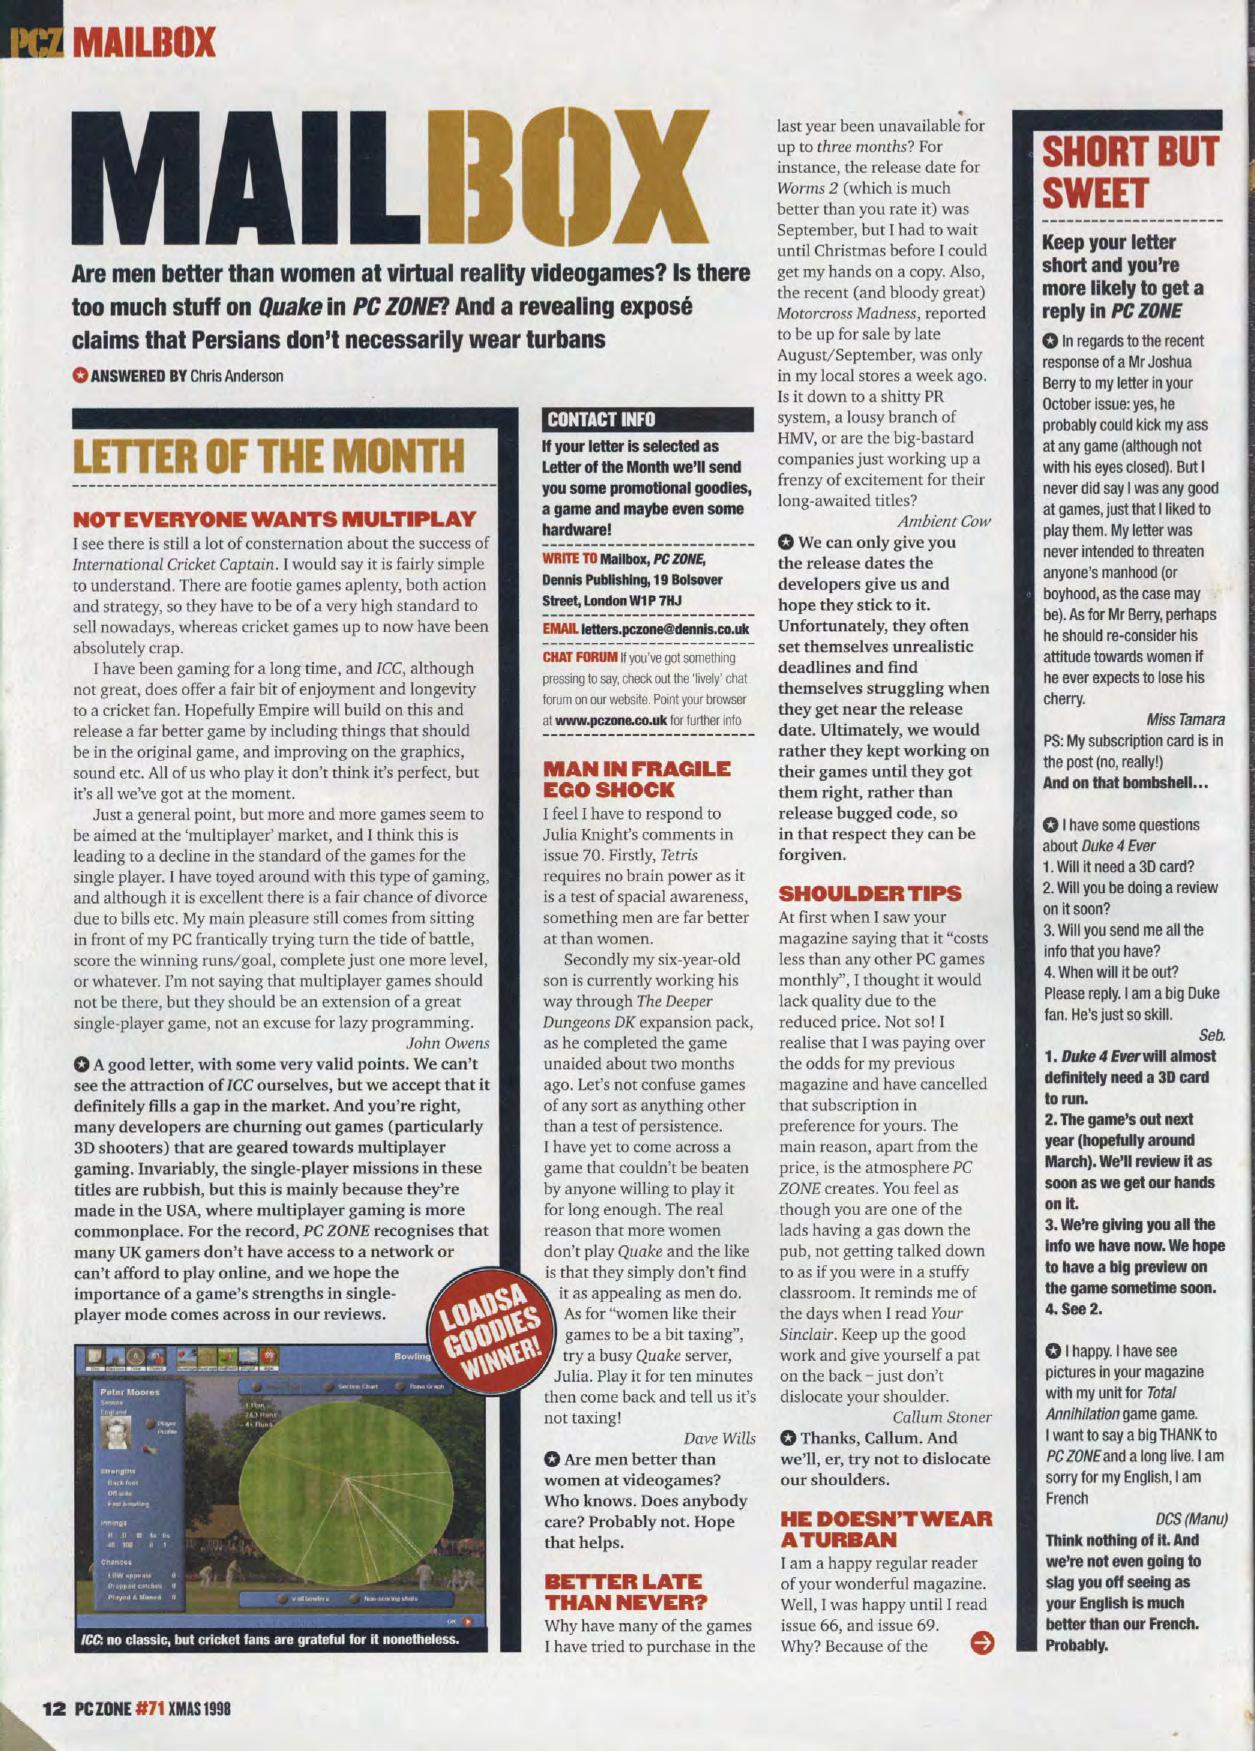 PCZ MAILBOX
MAILBOX
Are men better than women at virtual reality videogames? Is there
too much stuff on Quake in PC ZONE? And a revealing exposé
claims that Persians don't necessarily wear turbans
ANSWERED BY Chris Anderson
LETTER OF THE MONTH
NOT EVERYONE WANTS MULTIPLAY
I see there is still a lot of consternation about the success of
International Cricket Captain. I would say it is fairly simple
to understand. There are footie games aplenty, both action
and strategy, so they have to be of a very high standard to
sell nowadays, whereas cricket games up to now have been
absolutely crap.
I have been gaming for a long time, and ICC, although
not great, does offer a fair bit of enjoyment and longevity
to a cricket fan. Hopefully Empire will build on this and
release a far better game by including things that should
be in the original game, and improving on the graphics,
sound etc. All of us who play it don't think it's perfect, but
it's all we've got at the moment.
Just a general point, but more and more games seem to
be aimed at the 'multiplayer' market, and I think this is
leading to a decline in the standard of the games for the
single player. I have toyed around with this type of gaming,
and although it is excellent there is a fair chance of divorce
due to bills etc. My main pleasure still comes from sitting
in front of my PC frantically trying turn the tide of battle,
score the winning runs/goal, complete just one more level,
or whatever. I'm not saying that multiplayer games should
not be there, but they should be an extension of a great
single-player game, not an excuse for lazy programming.
John Owens
A good letter, with some very valid points. We can't
see the attraction of ICC ourselves, but we accept that it
definitely fills a gap in the market. And you're right,
many developers are churning out games (particularly
3D shooters) that are geared towards multiplayer
gaming. Invariably, the single-player missions in these
titles are rubbish, but this is mainly because they're
made in the USA, where multiplayer gaming is more
commonplace. For the record, PC ZONE recognises that
many UK gamers don't have access to a network or
can't afford to play online, and we hope the
importance of a game's strengths in single-
player mode comes across in our reviews.
LOADSA
GOODIES
WINNER!
Bowling
Peter Moores
England
Player
Profile
Section Chart
Strengths
Back foot
Off side
Fast bowling
Innings
Chances
LBW appeals 0
Dropped catches 0
Played & Missed 0
Non-scoring shots
OK
ICC: no classic, but cricket fans are grateful for it nonetheless.
CONTACT INFO
If your letter is selected as
Letter of the Month we'll send
you some promotional goodies,
a game and maybe even some
hardware!
WRITE TO Mailbox, PC ZONE,
Dennis Publishing, 19 Bolsover
Street, London W1P 7HJ
EMAIL letters.pczone@dennis.co.uk
CHAT FORUM If you've got something
pressing to say, check out the 'lively' chat
forum on our website. Point your browser
at www.pczone.co.uk for further info
MAN IN FRAGILE
EGO SHOCK
I feel I have to respond to
Julia Knight's comments in
issue 70. Firstly, Tetris
requires no brain power as it
is a test of spacial awareness,
something men are far better
at than women.
Secondly my six-year-old
son is currently working his
way through The Deeper
Dungeons DK expansion pack,
as he completed the game
unaided about two months
ago. Let's not confuse games
of any sort as anything other
than a test of persistence.
I have yet to come across a
game that couldn't be beaten
by anyone willing to play it
for long enough. The real
reason that more women
don't play Quake and the like
is that they simply don't find
it as appealing as men do.
As for "women like their
games to be a bit taxing",
try a busy Quake server,
Julia. Play it for ten minutes
then come back and tell us it's
not taxing!
Dave Wills
Are men better than
women at videogames?
Who knows. Does anybody
care? Probably not. Hope
that helps.
BETTER LATE
THAN NEVER?
Why have many of the games
I have tried to purchase in the
last year been unavailable for
up to three months? For
instance, the release date for
Worms 2 (which is much
better than you rate it) was
September, but I had to wait
until Christmas before I could
get my hands on a copy. Also,
the recent (and bloody great)
Motorcross Madness, reported
to be up for sale by late
August/September, was only
in my local stores a week ago.
Is it down to a shitty PR
system, a lousy branch of
HMV, or are the big-bastard
companies just working up a
frenzy of excitement for their
long-awaited titles?
Ambient Cow
We can only give you
the release dates the
developers give us and
hope they stick to it.
Unfortunately, they often
set themselves unrealistic
deadlines and find
themselves struggling when
they get near the release
date. Ultimately, we would
rather they kept working on
their games until they got
them right, rather than
release bugged code, so
in that respect they can be
forgiven.
SHOULDER TIPS
At first when I saw your
magazine saying that it "costs
less than any other PC games
monthly", I thought it would
lack quality due to the
reduced price. Not so! I
realise that I was paying over
the odds for my previous
magazine and have cancelled
that subscription in
preference for yours. The
main reason, apart from the
price, is the atmosphere PC
ZONE creates. You feel as
though you are one of the
lads having a gas down the
pub, not getting talked down
to as if you were in a stuffy
classroom. It reminds me of
the days when I read Your
Sinclair. Keep up the good
work and give yourself a pat
on the back – just don't
dislocate your shoulder.
Callum Stoner
Thanks, Callum. And
we'll, er, try not to dislocate
our shoulders.
HE DOESN'T WEAR
A TURBAN
I am a happy regular reader
of your wonderful magazine.
Well, I was happy until I read
issue 66, and issue 69.
Why? Because of the
SHORT BUT
SWEET
Keep your letter
short and you're
more likely to get a
reply in PC ZONE
In regards to the recent
response of a Mr Joshua
Berry to my letter in your
October issue: yes, he
probably could kick my ass
at any game (although not
with his eyes closed). But I
never did say I was any good
at games, just that I liked to
play them. My letter was
never intended to threaten
anyone's manhood (or
boyhood, as the case may
be). As for Mr Berry, perhaps
he should re-consider his
attitude towards women if
he ever expects to lose his
cherry.
Miss Tamara
PS: My subscription card is in
the post (no, really!)
And on that bombshell...
I have some questions
about Duke 4 Ever
1. Will it need a 3D card?
2. Will you be doing a review
on it soon?
3. Will you send me all the
info that you have?
4. When will it be out?
Please reply. I am a big Duke
fan. He's just so skill.
Seb.
1. Duke 4 Ever will almost
definitely need a 3D card
to run.
2. The game's out next
year (hopefully around
March). We'll review it as
soon as we get our hands
on it.
3. We're giving you all the
info we have now. We hope
to have a big preview on
the game sometime soon.
4. See 2.
I happy. I have see
pictures in your magazine
with my unit for Total
Annihilation game game.
I want to say a big THANK to
PC ZONE and a long live. I am
sorry for my English, I am
French
DCS (Manu)
Think nothing of it. And
we're not even going to
slag you off seeing as
your English is much
better than our French.
Probably.
12 PC ZONE #71 XMAS 1998